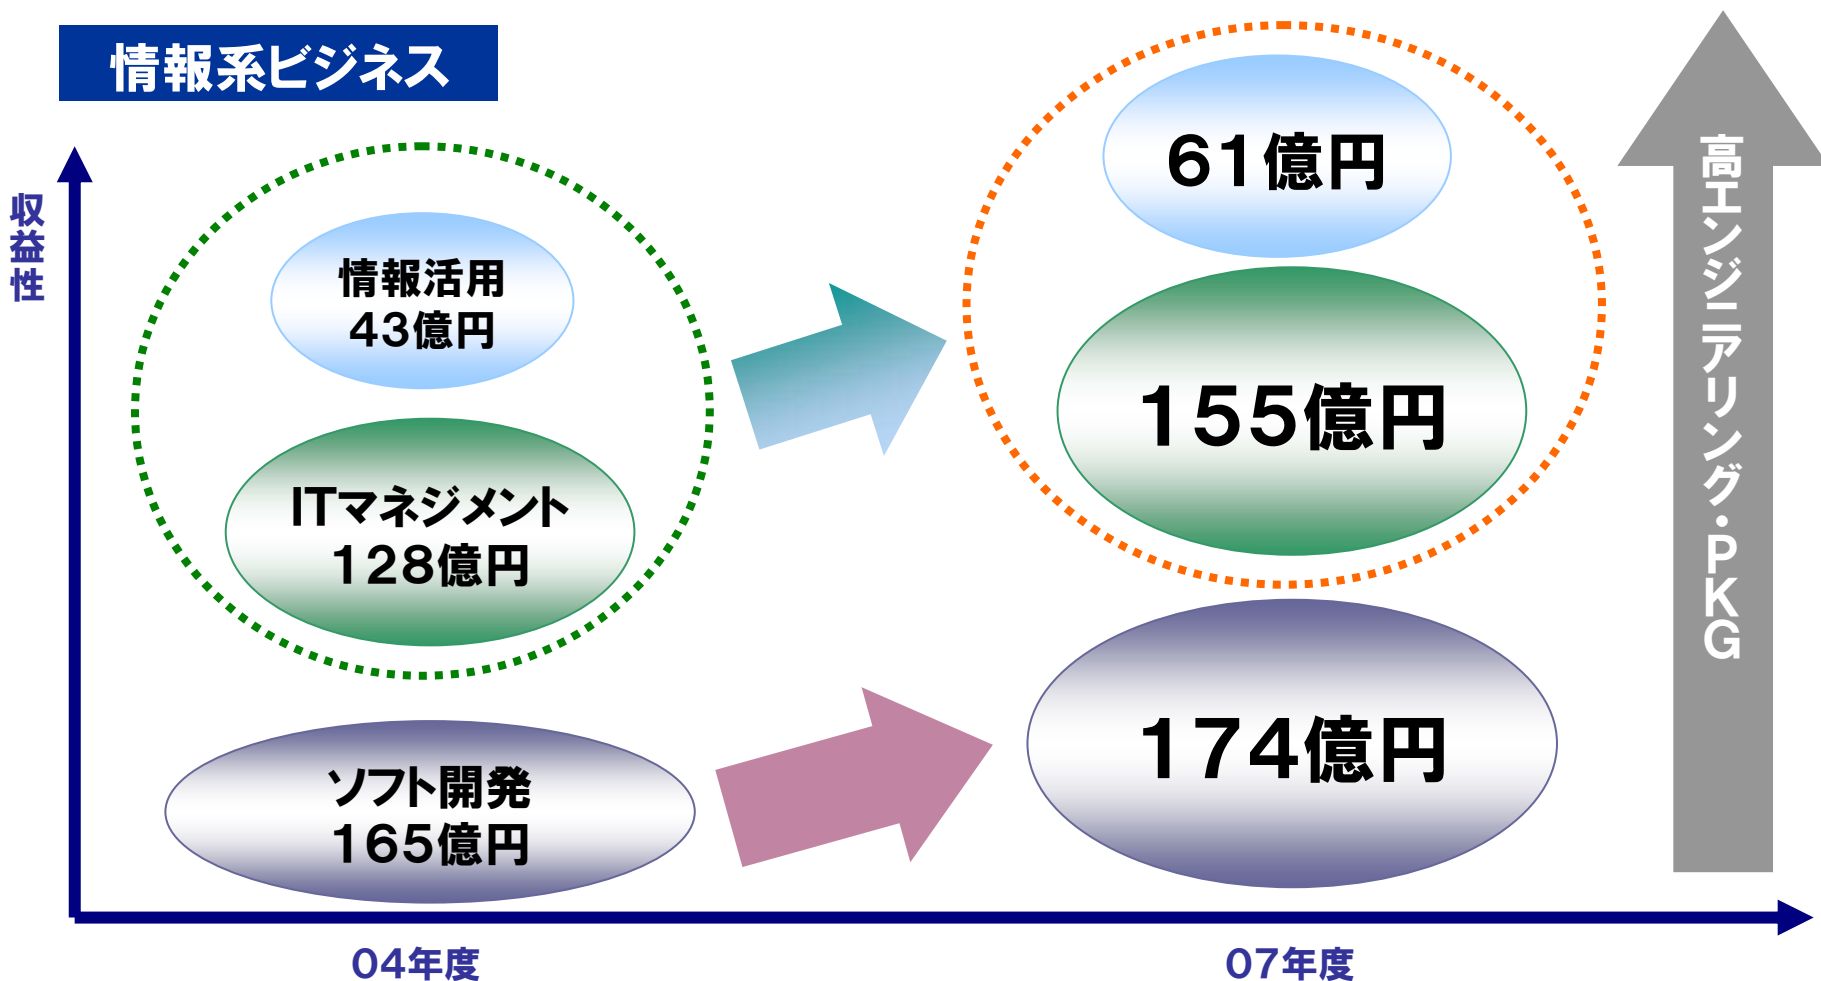 情報系ビジネス
収益性
情報活用
43億円
ITマネジメント
128億円
ソフト開発
165億円
61億円
155億円
174億円
高エンジニアリング・PKG
04年度
07年度